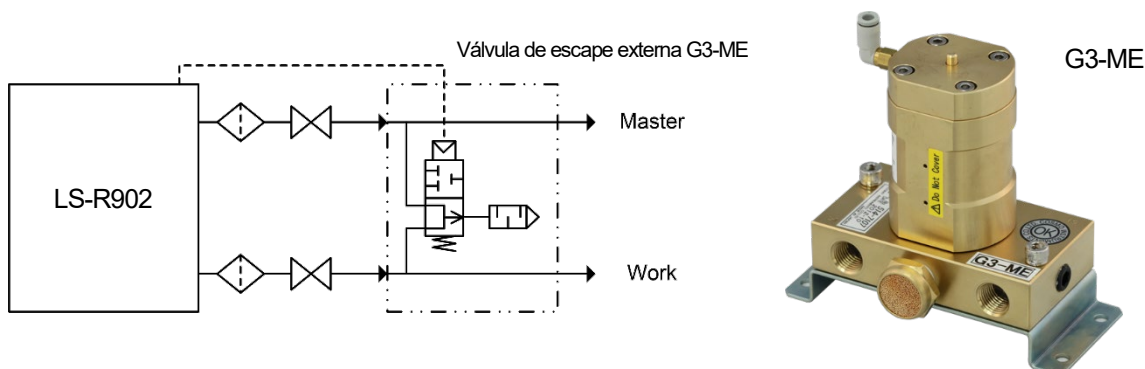 Válvula de escape externa G3-ME
G3-ME
LS-R902
Master
Work
Do Not Cover
OK
G3-ME